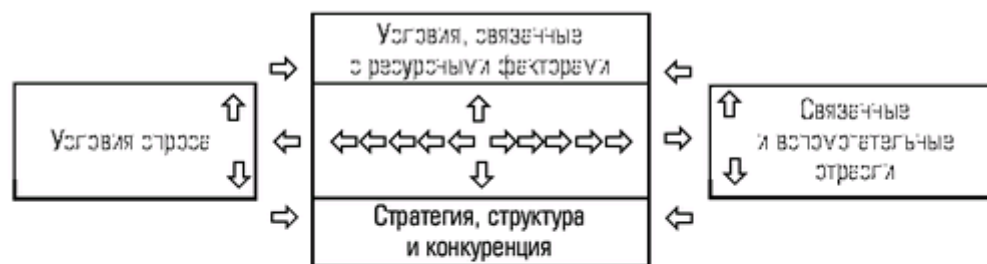 Условия, связанные
с ресурсными факторами
Условия спроса
Связанные
и вспомогательные
отрасли
Стратегия, структура
и конкуренция